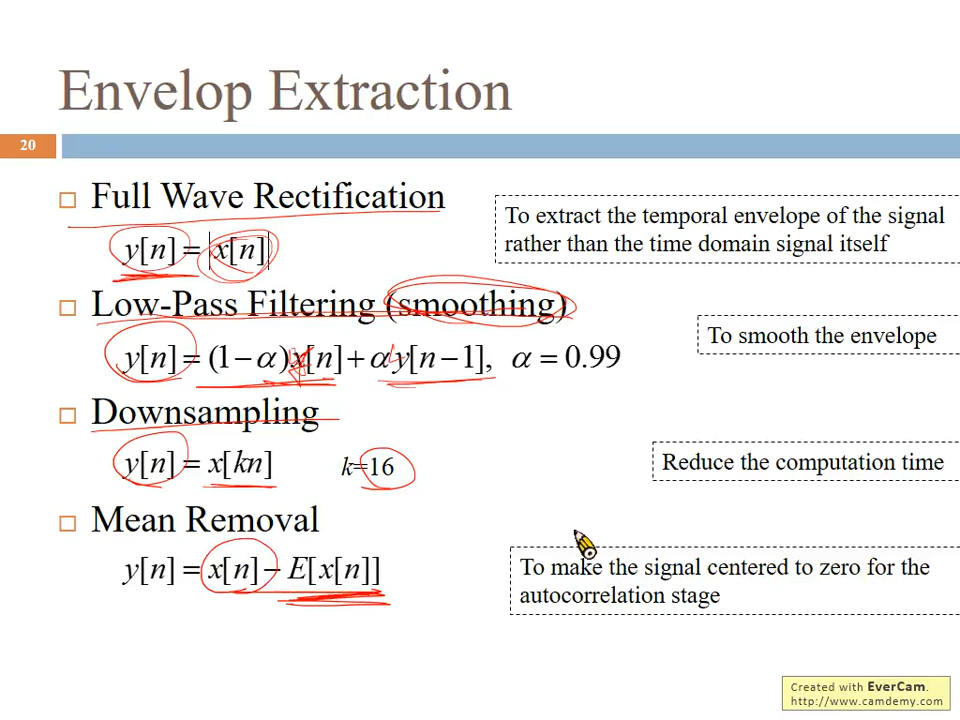 Envelop Extraction
20
Full Wave Rectification
To extract the temporal envelope of the signal
rather than the time domain signal itself
y[n] = |x[n]|
Low-Pass Filtering (smoothing)
To smooth the envelope
y[n] = (1 − α)x[n] + αy[n − 1], α = 0.99
Downsampling
y[n] = x[kn] k=16
Reduce the computation time
Mean Removal
y[n] = x[n] − E[x[n]]
To make the signal centered to zero for the
autocorrelation stage
Created with EverCam.
http://www.camdemy.com